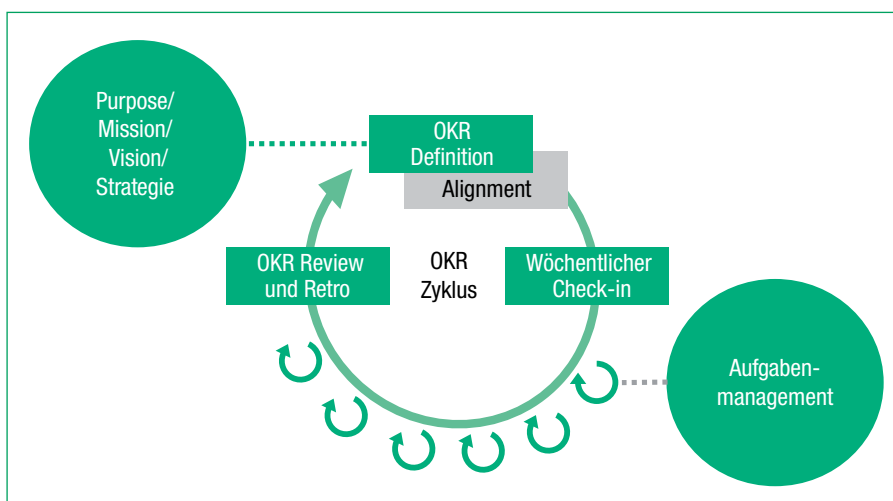 Purpose/
Mission/
Vision/
Strategie
OKR
Definition
Alignment
OKR Review
und Retro
OKR
Zyklus
Wöchentlicher
Check-in
Aufgaben-
management